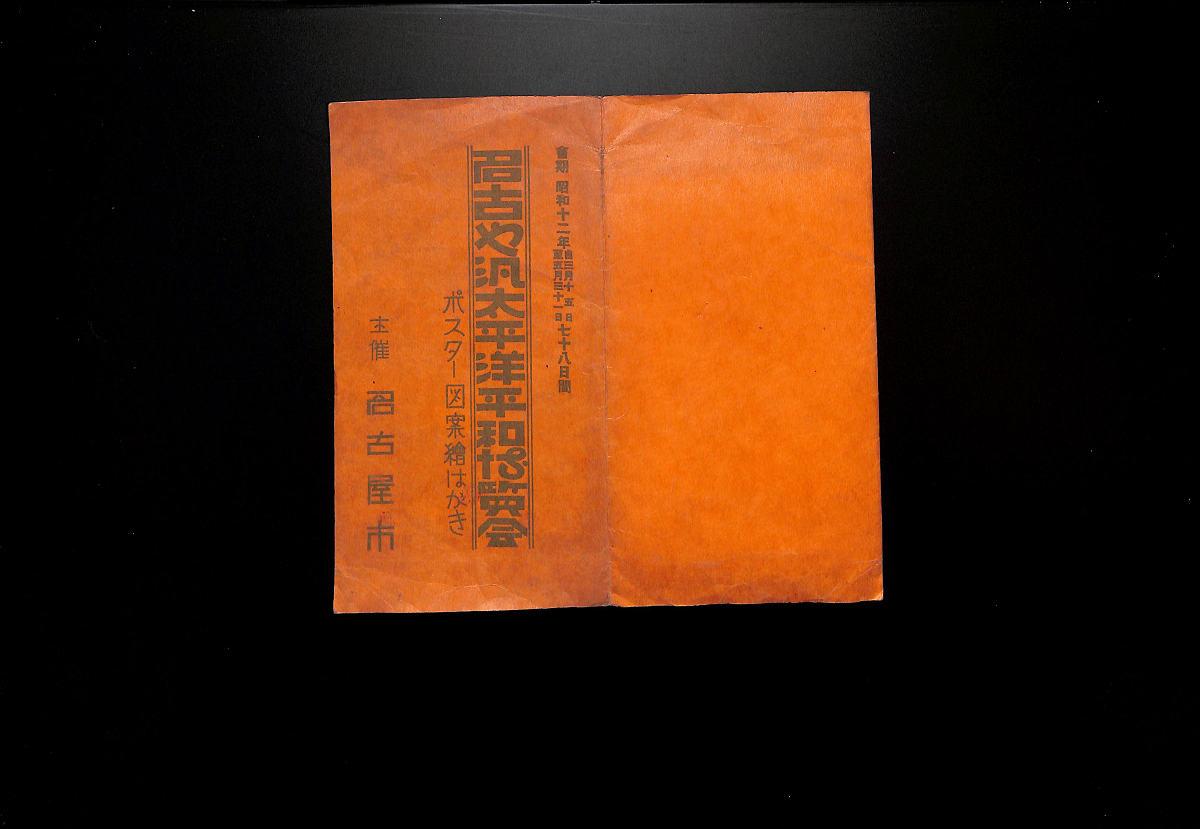 會期 昭和十二年自三月十五日至五月三十一日七十八日間
名古や汎太平洋平和博覧会
ポスター図案繪はがき
主催 名古屋市